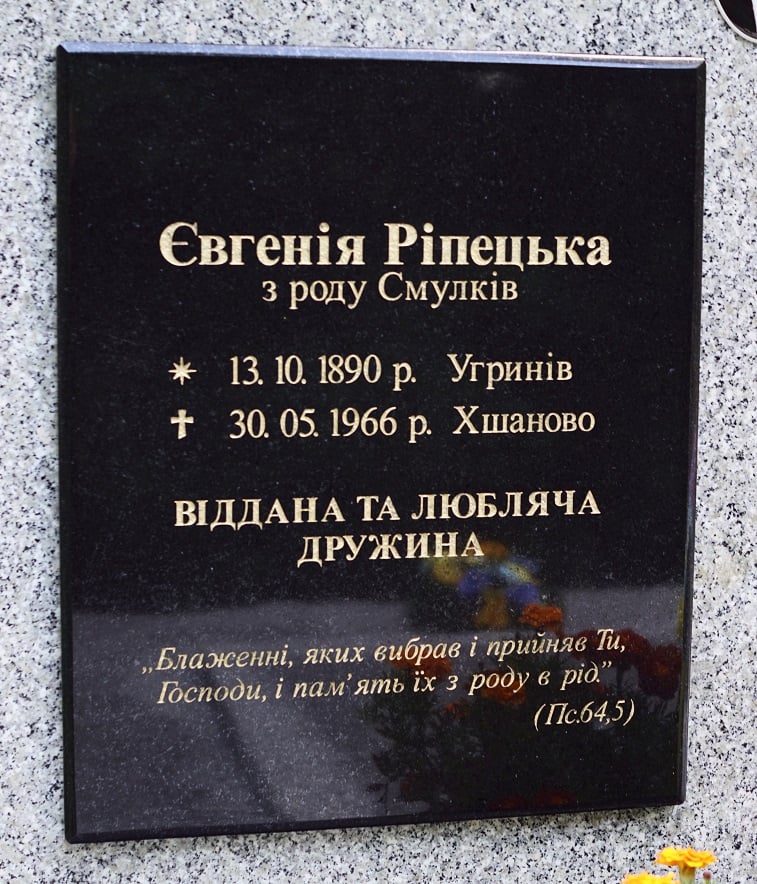 Євгенія Ріпецька
з роду Смулків
✴ 13. 10. 1890 р. Угринів
✝ 30. 05. 1966 р. Хшаново
ВІДДАНА ТА ЛЮБЛЯЧА
ДРУЖИНА
„Блаженні, яких вибрав і прийняв Ти,
Господи, і пам’ять їх з роду в рід.”
(Пс.64,5)